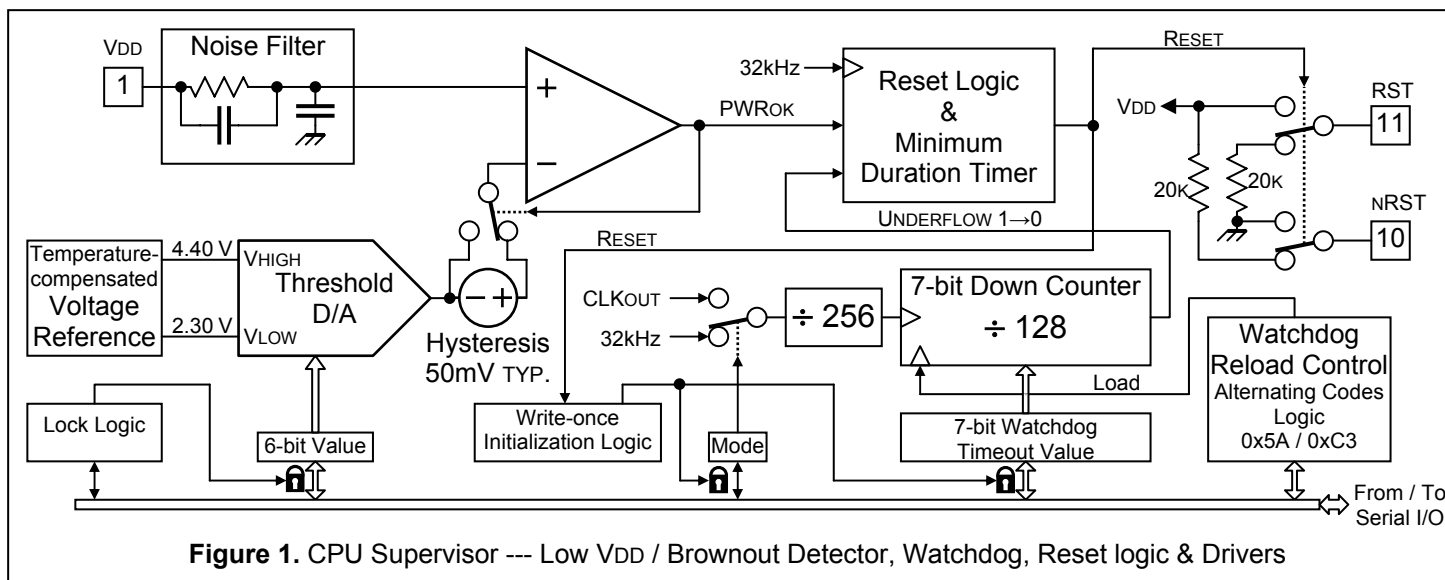 VDD
1
Noise Filter
+
−
PWROK
32kHz
Reset Logic
&
Minimum
Duration Timer
RESET
VDD
20K
20K
RST
11
NRST
10
UNDERFLOW 1→0
RESET
Temperature-
compensated
Voltage
Reference
4.40 V
2.30 V
VHIGH
VLOW
Threshold
D/A
− +
Hysteresis
50mV TYP.
CLKOUT
32kHz
÷ 256
7-bit Down Counter
÷ 128
Load
Watchdog
Reload Control
Alternating Codes
Logic
0x5A / 0xC3
Lock Logic
6-bit Value
Write-once
Initialization Logic
Mode
7-bit Watchdog
Timeout Value
From / To
Serial I/O
Figure 1. CPU Supervisor --- Low VDD / Brownout Detector, Watchdog, Reset logic & Drivers